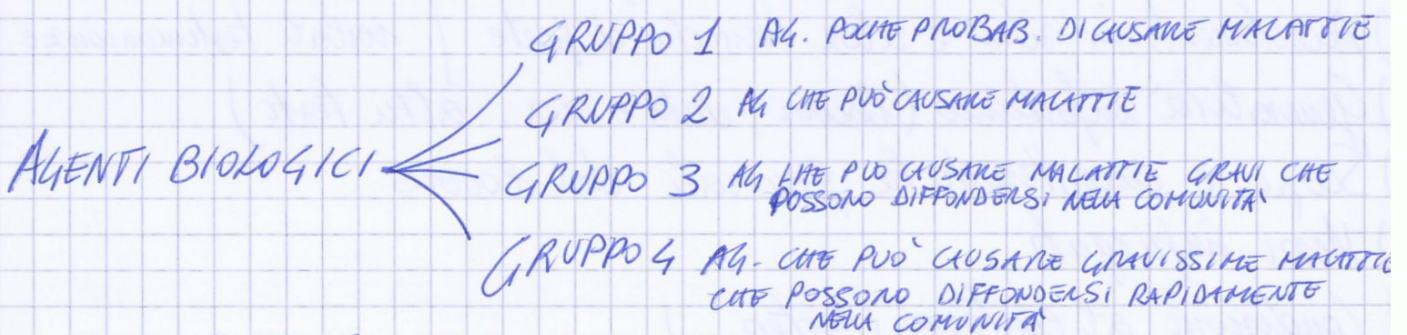 GRUPPO 1 AG. POCHE PROBAB. DI CAUSARE MALATTIE
GRUPPO 2 AG CHE PUÒ CAUSARE MALATTIE
AGENTI BIOLOGICI
GRUPPO 3 AG CHE PUÒ CAUSARE MALATTIE GRAVI CHE
POSSONO DIFFONDERSI NELLA COMUNITÀ
GRUPPO 4 AG. CHE PUÒ CAUSARE GRAVISSIME MALATTIE
CHE POSSONO DIFFONDERSI RAPIDAMENTE
NELLA COMUNITÀ